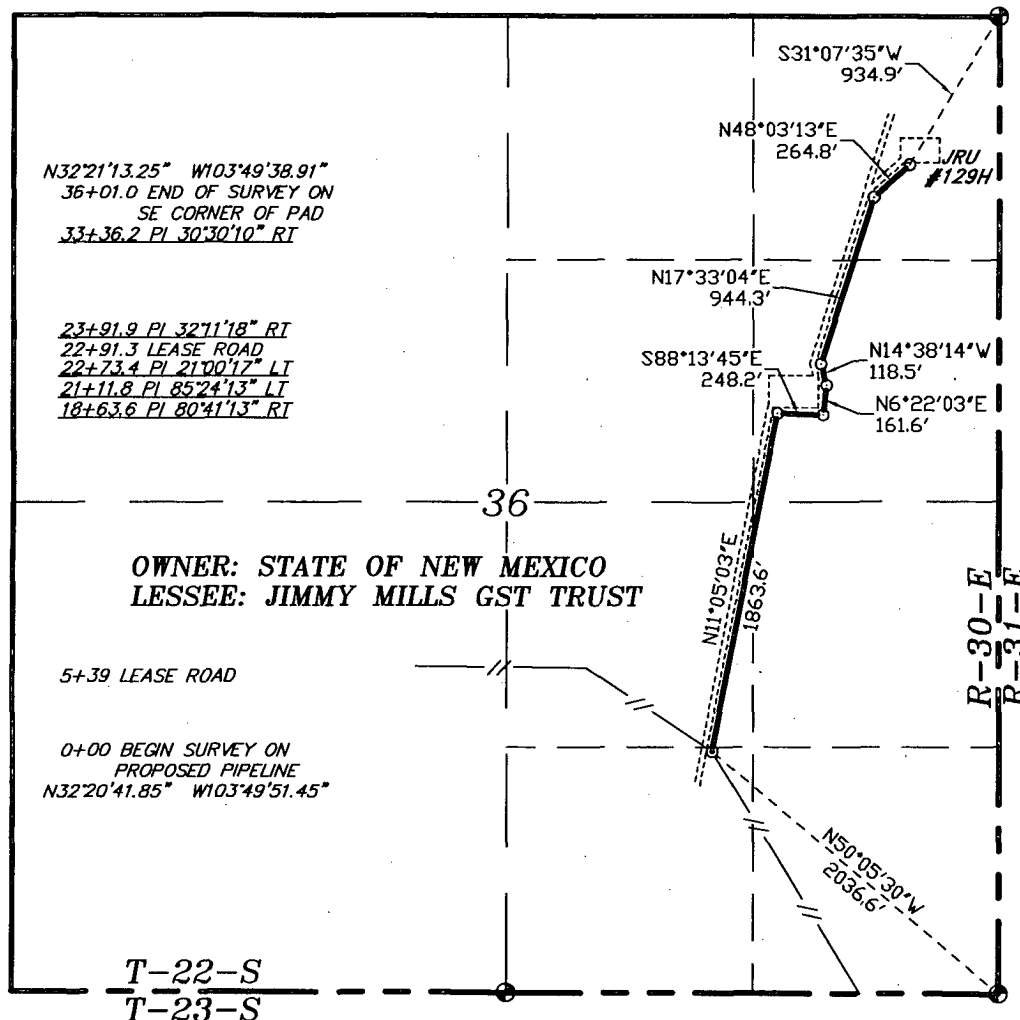 S31°07'35"W
934.9'
N48°03'13"E
264.8'
JRU
#129H
N32°21'13.25" W103°49'38.91"
36+01.0 END OF SURVEY ON
SE CORNER OF PAD
33+36.2 PI 30°30'10" RT
N17°33'04"E
944.3'
23+91.9 PI 32°11'18" RT
22+91.3 LEASE ROAD
22+73.4 PI 21°00'17" LT
21+11.8 PI 85°24'13" LT
18+63.6 PI 80°41'13" RT
S88°13'45"E
248.2'
N14°38'14"W
118.5'
N6°22'03"E
161.6'
36
OWNER: STATE OF NEW MEXICO
LESSEE: JIMMY MILLS GST TRUST
N11°05'03"E
1863.6'
R-30-E
R-31-E
5+39 LEASE ROAD
0+00 BEGIN SURVEY ON
PROPOSED PIPELINE
N32°20'41.85" W103°49'51.45"
N50°05'30"W
2036.6'
T-22-S
T-23-S